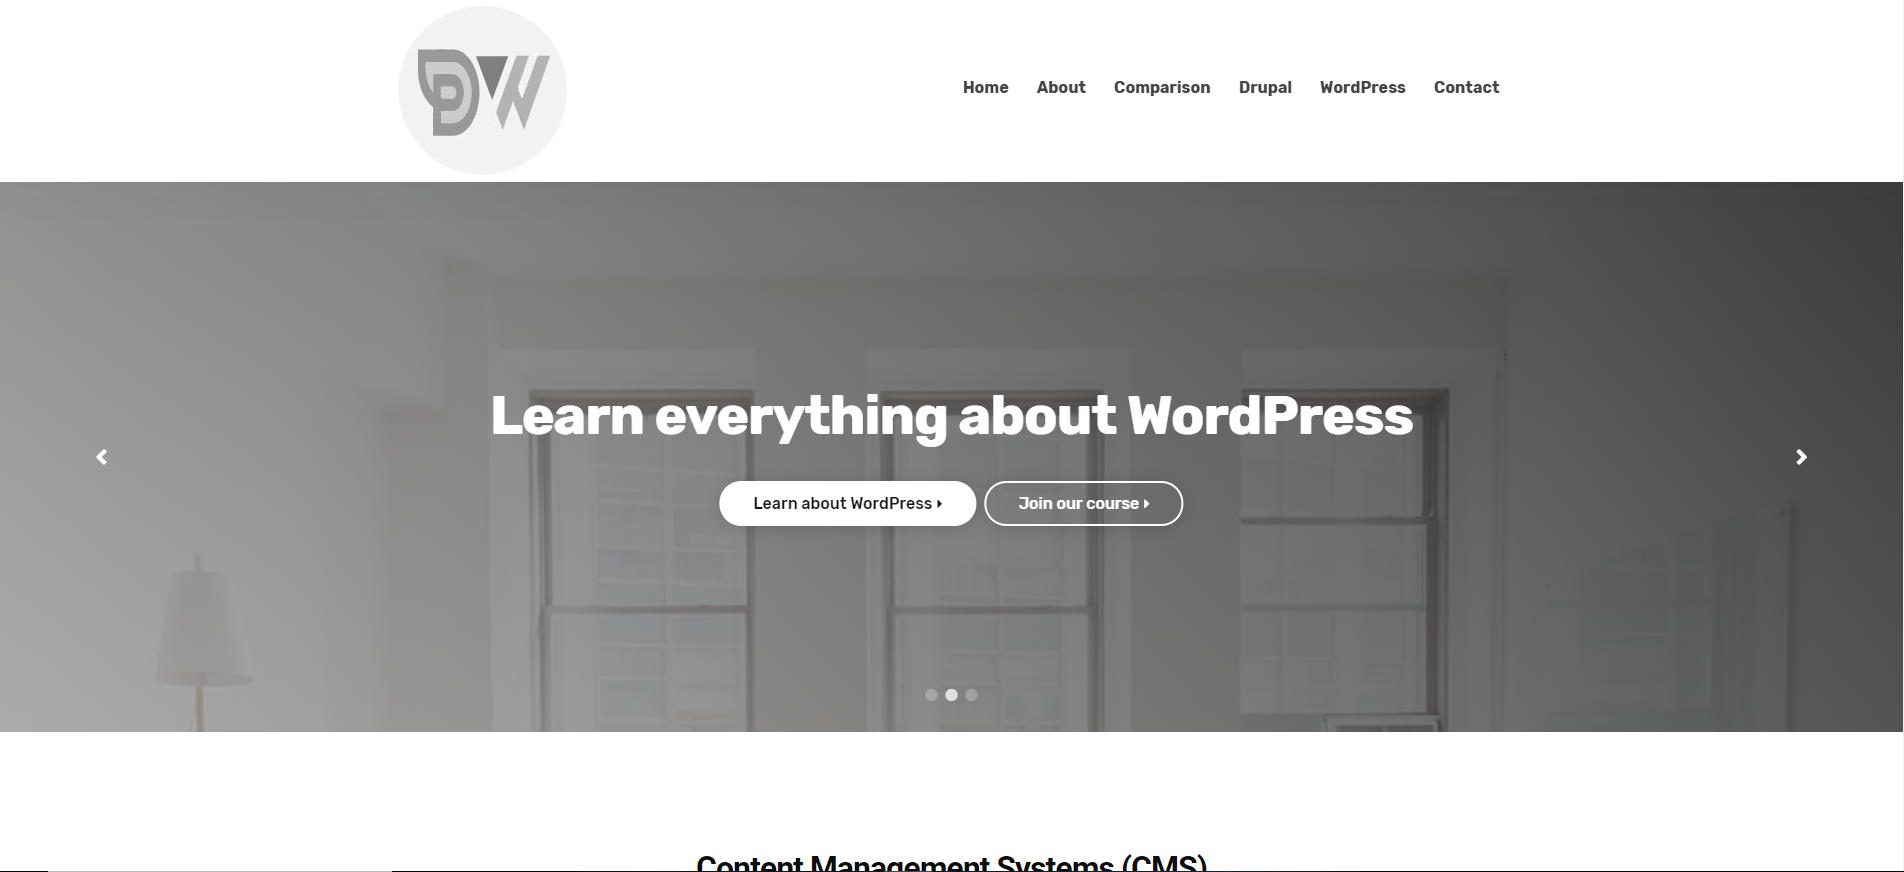 DW
Home About Comparison Drupal WordPress Contact
Learn everything about WordPress
Learn about WordPress
Join our course
Content Management Systems (CMS)